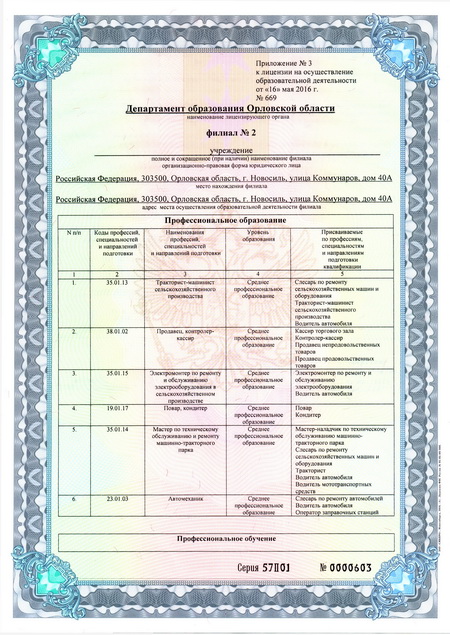 Приложение № 3
к лицензии на осуществление
образовательной деятельности
от «16» мая 2016 г.
№ 669
Департамент образования Орловской области
наименование лицензирующего органа
филиал № 2
учреждение
полное и сокращенное (при наличии) наименование филиала
организационно-правовая форма юридического лица
Российская Федерация, 303500, Орловская область, г. Новосиль, улица Коммунаров, дом 40А
место нахождения филиала
Российская Федерация, 303500, Орловская область, г. Новосиль, улица Коммунаров, дом 40А
адрес места осуществления образовательной деятельности филиала
Профессиональное образование
N п/п
Коды профессий,
специальностей
и направлений
подготовки
Наименования
профессий,
специальностей
и направлений подготовки
Уровень
образования
Присваиваемые
по профессиям,
специальностям
и направлениям
подготовки
квалификации
1 2 3 4 5
1.
35.01.13
Тракторист-машинист
сельскохозяйственного
производства
Среднее
профессиональное
образование
Слесарь по ремонту
сельскохозяйственных машин и
оборудования
Тракторист-машинист
сельскохозяйственного
производства
Водитель автомобиля
2.
38.01.02
Продавец, контролер-
кассир
Среднее
профессиональное
образование
Кассир торгового зала
Контролер-кассир
Продавец непродовольственных
товаров
Продавец продовольственных
товаров
3.
35.01.15
Электромонтер по ремонту
и обслуживанию
электрооборудования в
сельскохозяйственном
производстве
Среднее
профессиональное
образование
Электромонтер по ремонту и
обслуживанию
электрооборудования
Водитель автомобиля
4.
19.01.17
Повар, кондитер
Среднее
профессиональное
образование
Повар
Кондитер
5.
35.01.14
Мастер по техническому
обслуживанию и ремонту
машинно-тракторного
парка
Среднее
профессиональное
образование
Мастер-наладчик по техническому
обслуживанию машинно-
тракторного парка
Слесарь по ремонту
сельскохозяйственных машин и
оборудования
Тракторист
Водитель автомобиля
Водитель мототранспортных
средств
6
23.01.03
Автомеханик
Среднее
профессиональное
образование
Слесарь по ремонту автомобилей
Водитель автомобиля
Оператор заправочных станций
Профессиональное обучение
Серия 57П01 № 0000603